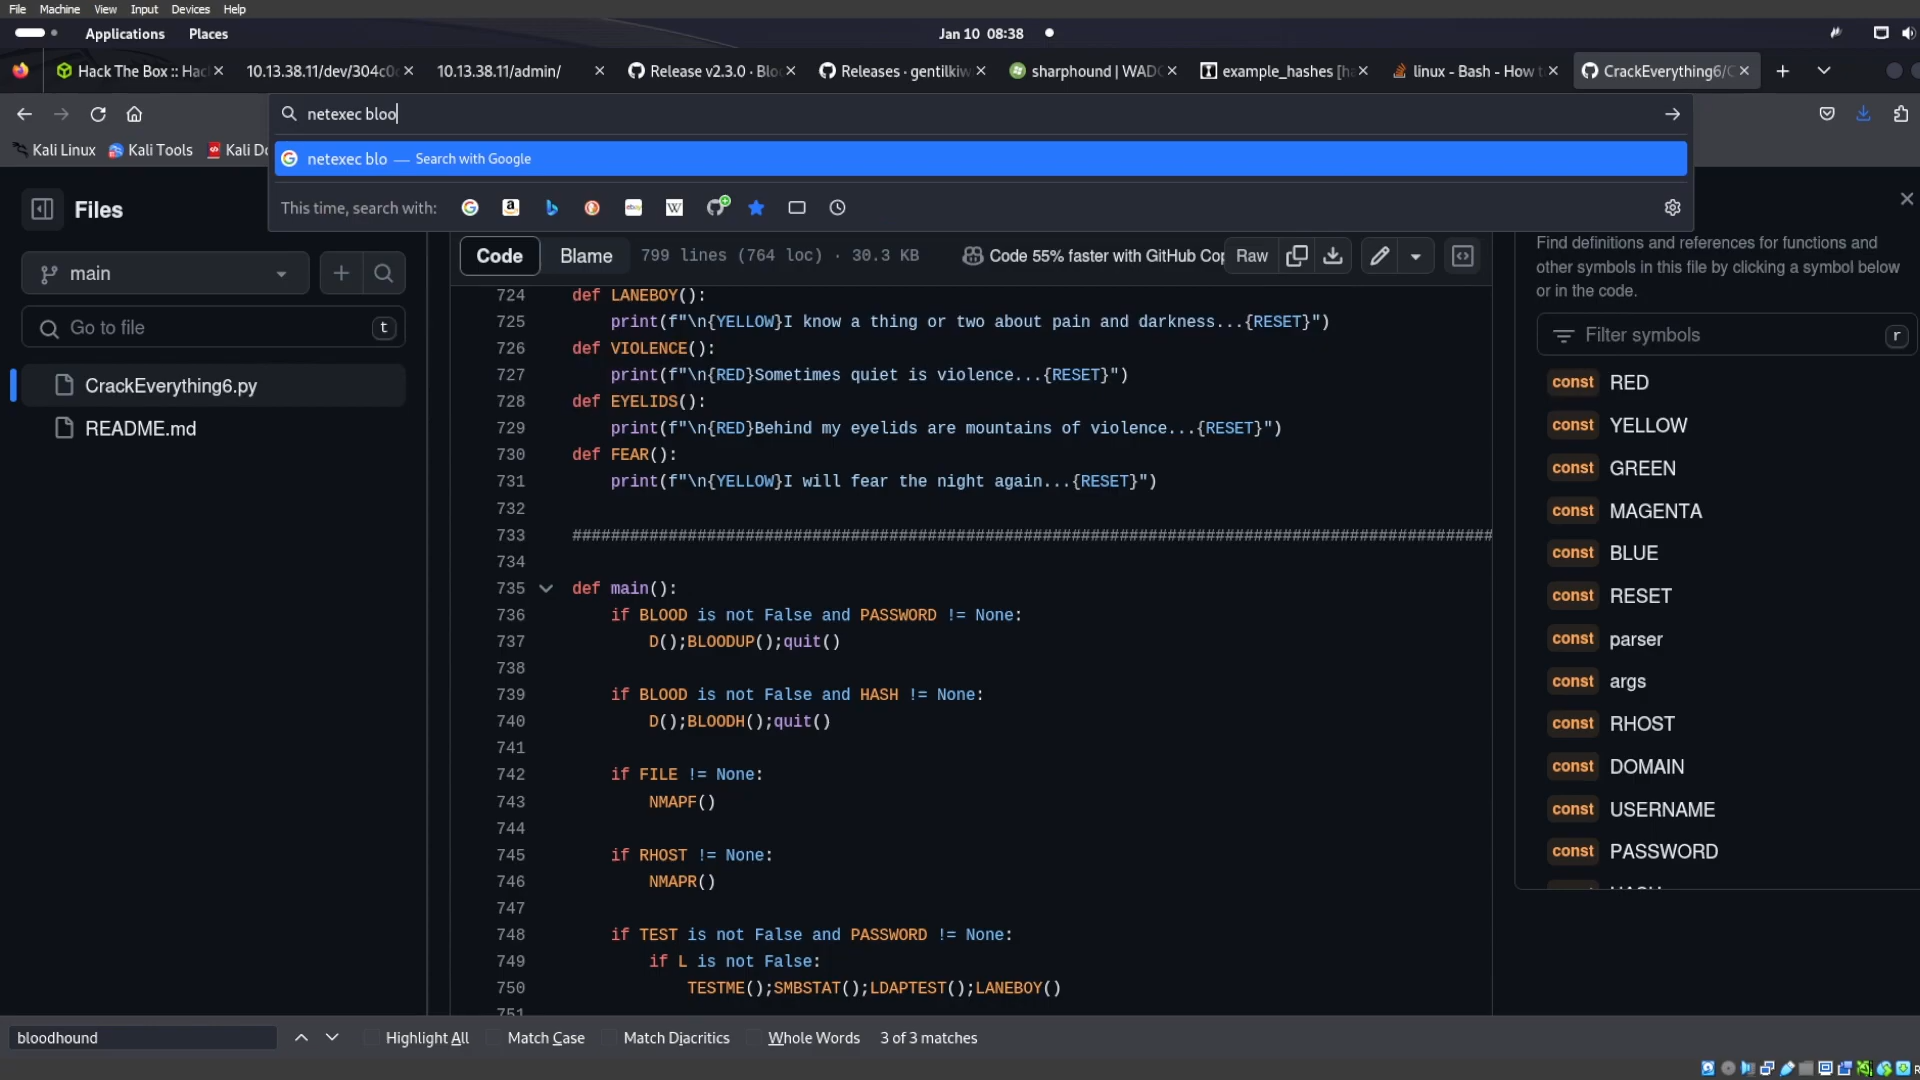 File Machine View Input Devices Help
Applications Places
Jan 10 08:38
Hack The Box :: Hac
10.13.38.11/dev/304c0c
10.13.38.11/admin/
Release v2.3.0 · Blo
Releases · gentilkiw
sharphound | WADC
example_hashes [ha
linux - Bash - How t
CrackEverything6/C
netexec bloo
netexec blo — Search with Google
This time, search with:
Kali Linux
Kali Tools
Kali Do
Files
main
Go to file
t
CrackEverything6.py
README.md
Code
Blame
799 lines (764 loc) · 30.3 KB
Code 55% faster with GitHub Cop
Raw
724 def LANEBOY():
725 print(f"\n{YELLOW}I know a thing or two about pain and darkness...{RESET}")
726 def VIOLENCE():
727 print(f"\n{RED}Sometimes quiet is violence...{RESET}")
728 def EYELIDS():
729 print(f"\n{RED}Behind my eyelids are mountains of violence...{RESET}")
730 def FEAR():
731 print(f"\n{YELLOW}I will fear the night again...{RESET}")
732
733 ################################################################################################
734
735 def main():
736 if BLOOD is not False and PASSWORD != None:
737 D();BLOODUP();quit()
738
739 if BLOOD is not False and HASH != None:
740 D();BLOODH();quit()
741
742 if FILE != None:
743 NMAPF()
744
745 if RHOST != None:
746 NMAPR()
747
748 if TEST is not False and PASSWORD != None:
749 if L is not False:
750 TESTME();SMBSTAT();LDAPTEST();LANEBOY()
751
Find definitions and references for functions and
other symbols in this file by clicking a symbol below
or in the code.
Filter symbols
r
const RED
const YELLOW
const GREEN
const MAGENTA
const BLUE
const RESET
const parser
const args
const RHOST
const DOMAIN
const USERNAME
const PASSWORD
bloodhound
Highlight All
Match Case
Match Diacritics
Whole Words
3 of 3 matches